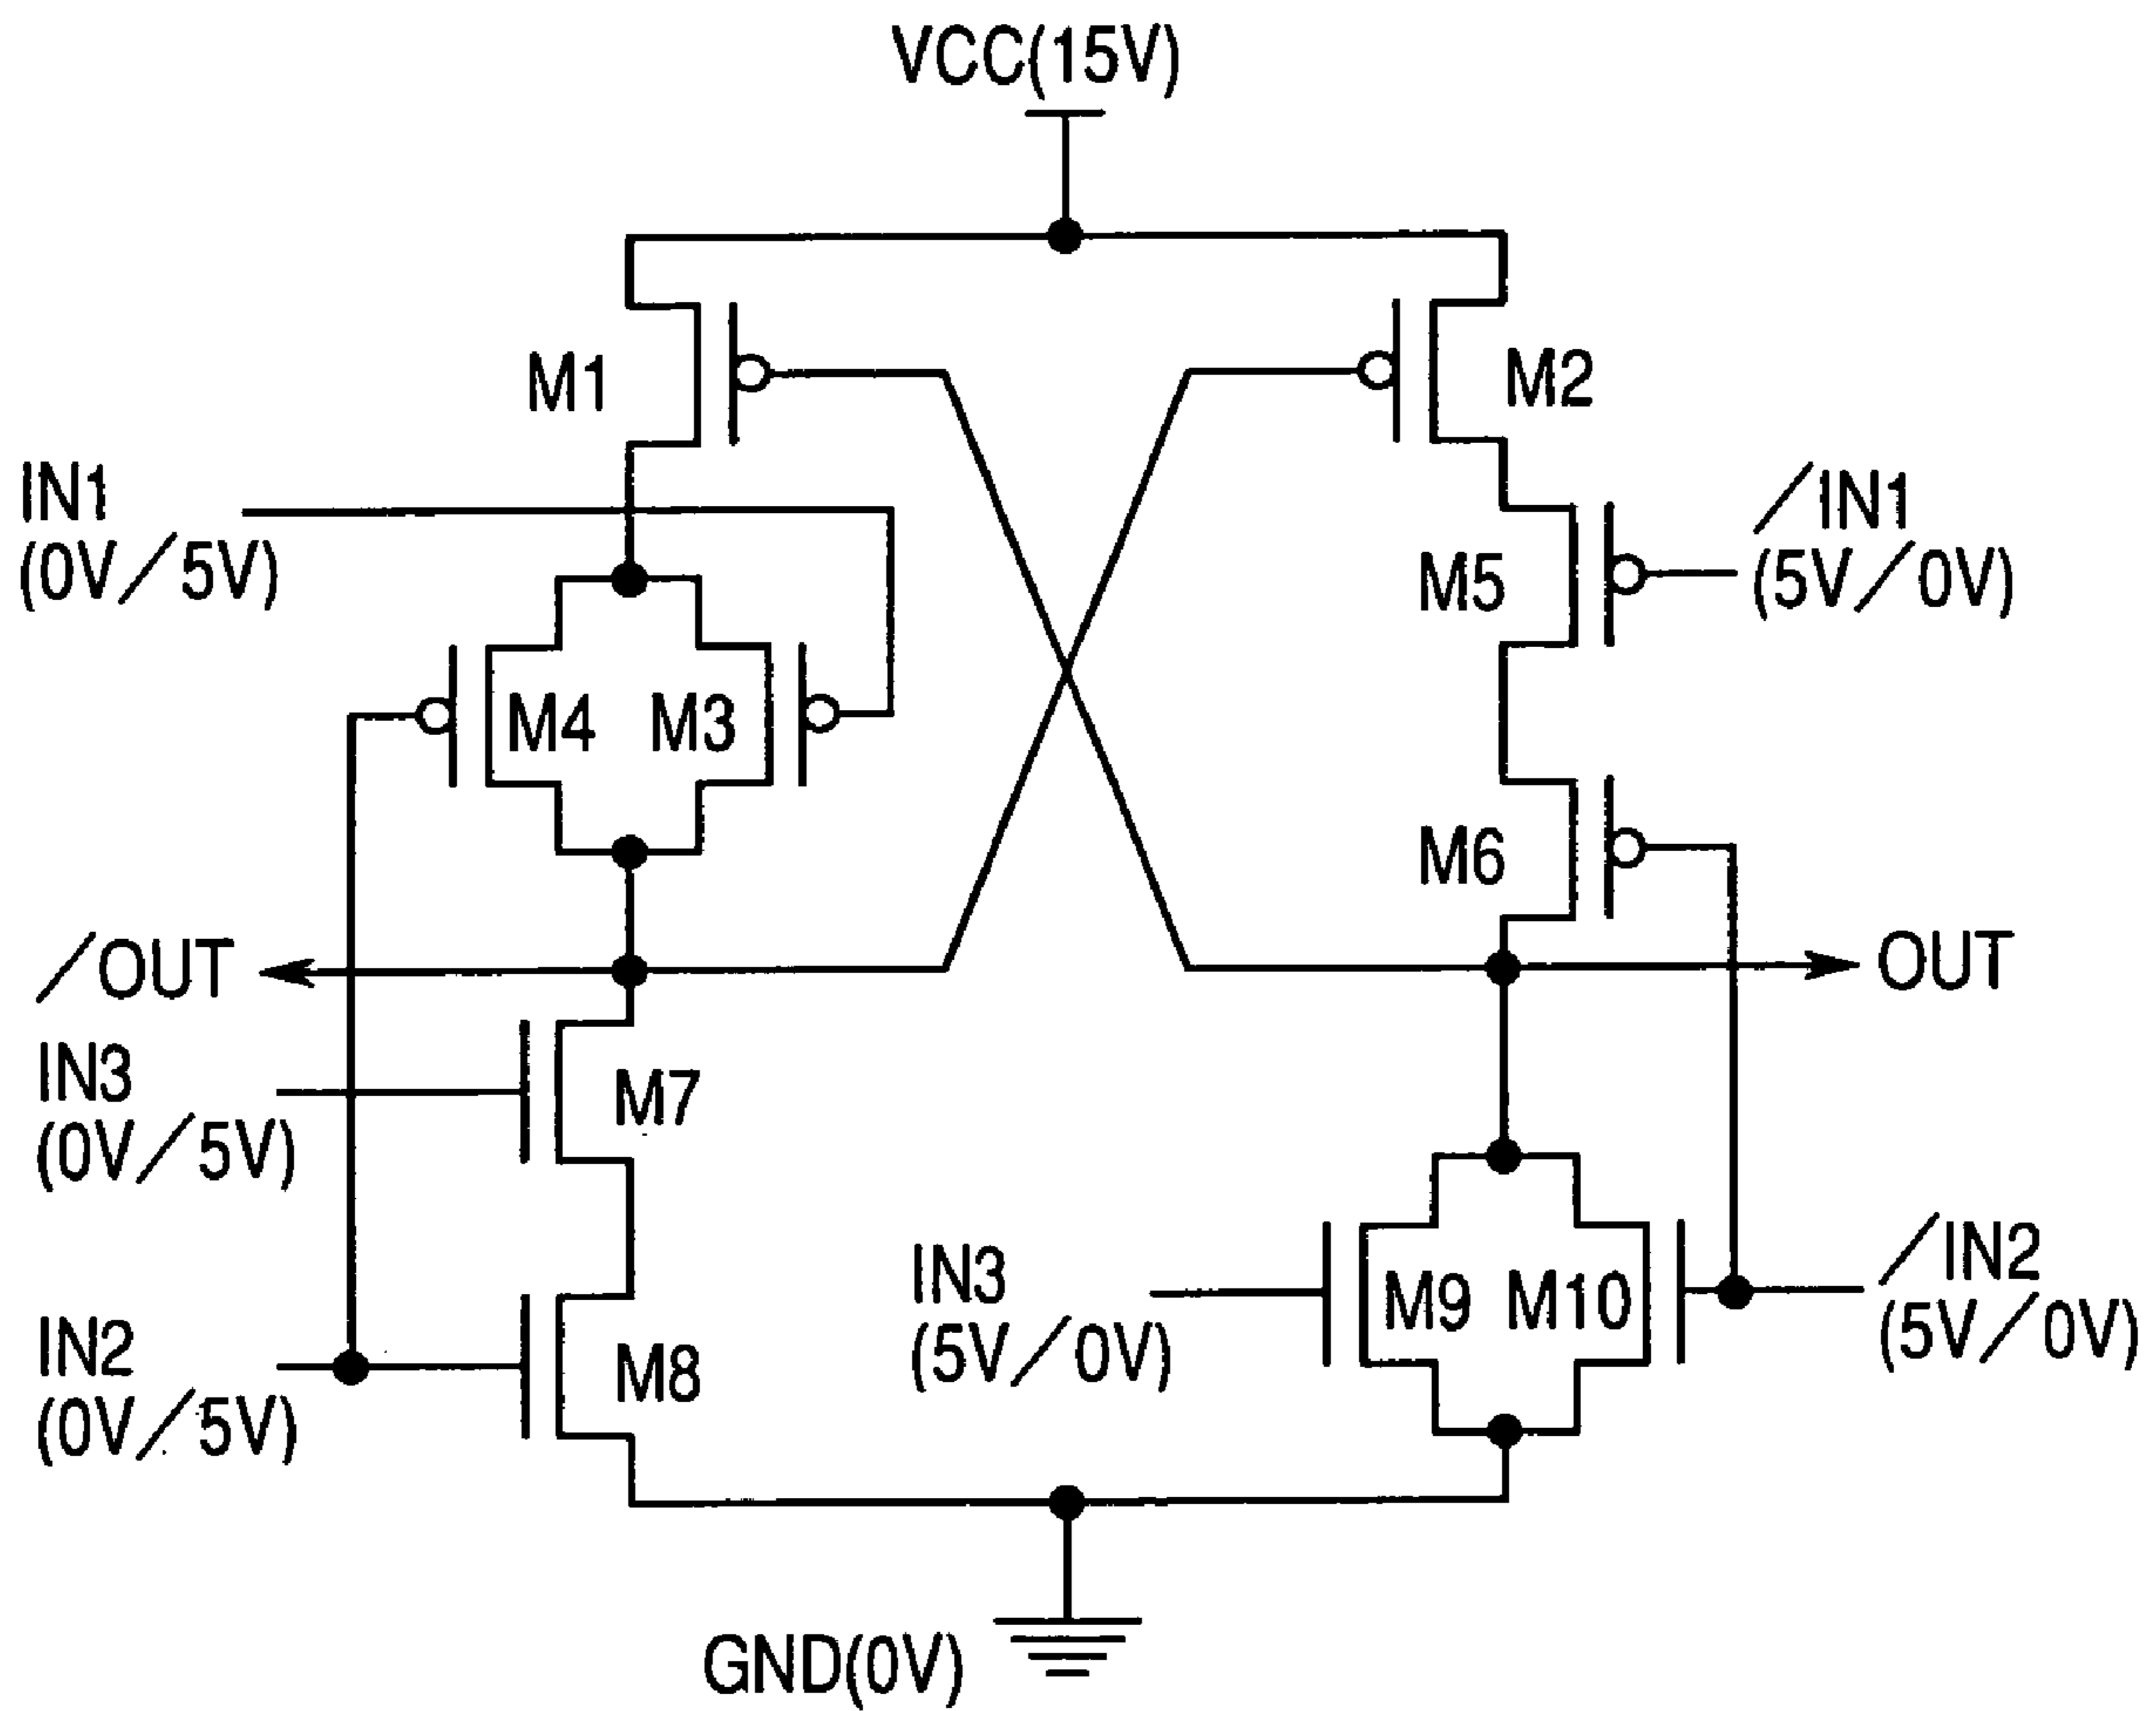 VCC(15V)
M1
M2
IN1
(0V/5V)
/IN1
(5V/0V)
M5
M4
M3
M6
/OUT
OUT
IN3
(0V/5V)
M7
IN3
(5V/0V)
M9
M10
/IN2
(5V/0V)
IN2
(0V/5V)
M8
GND(0V)